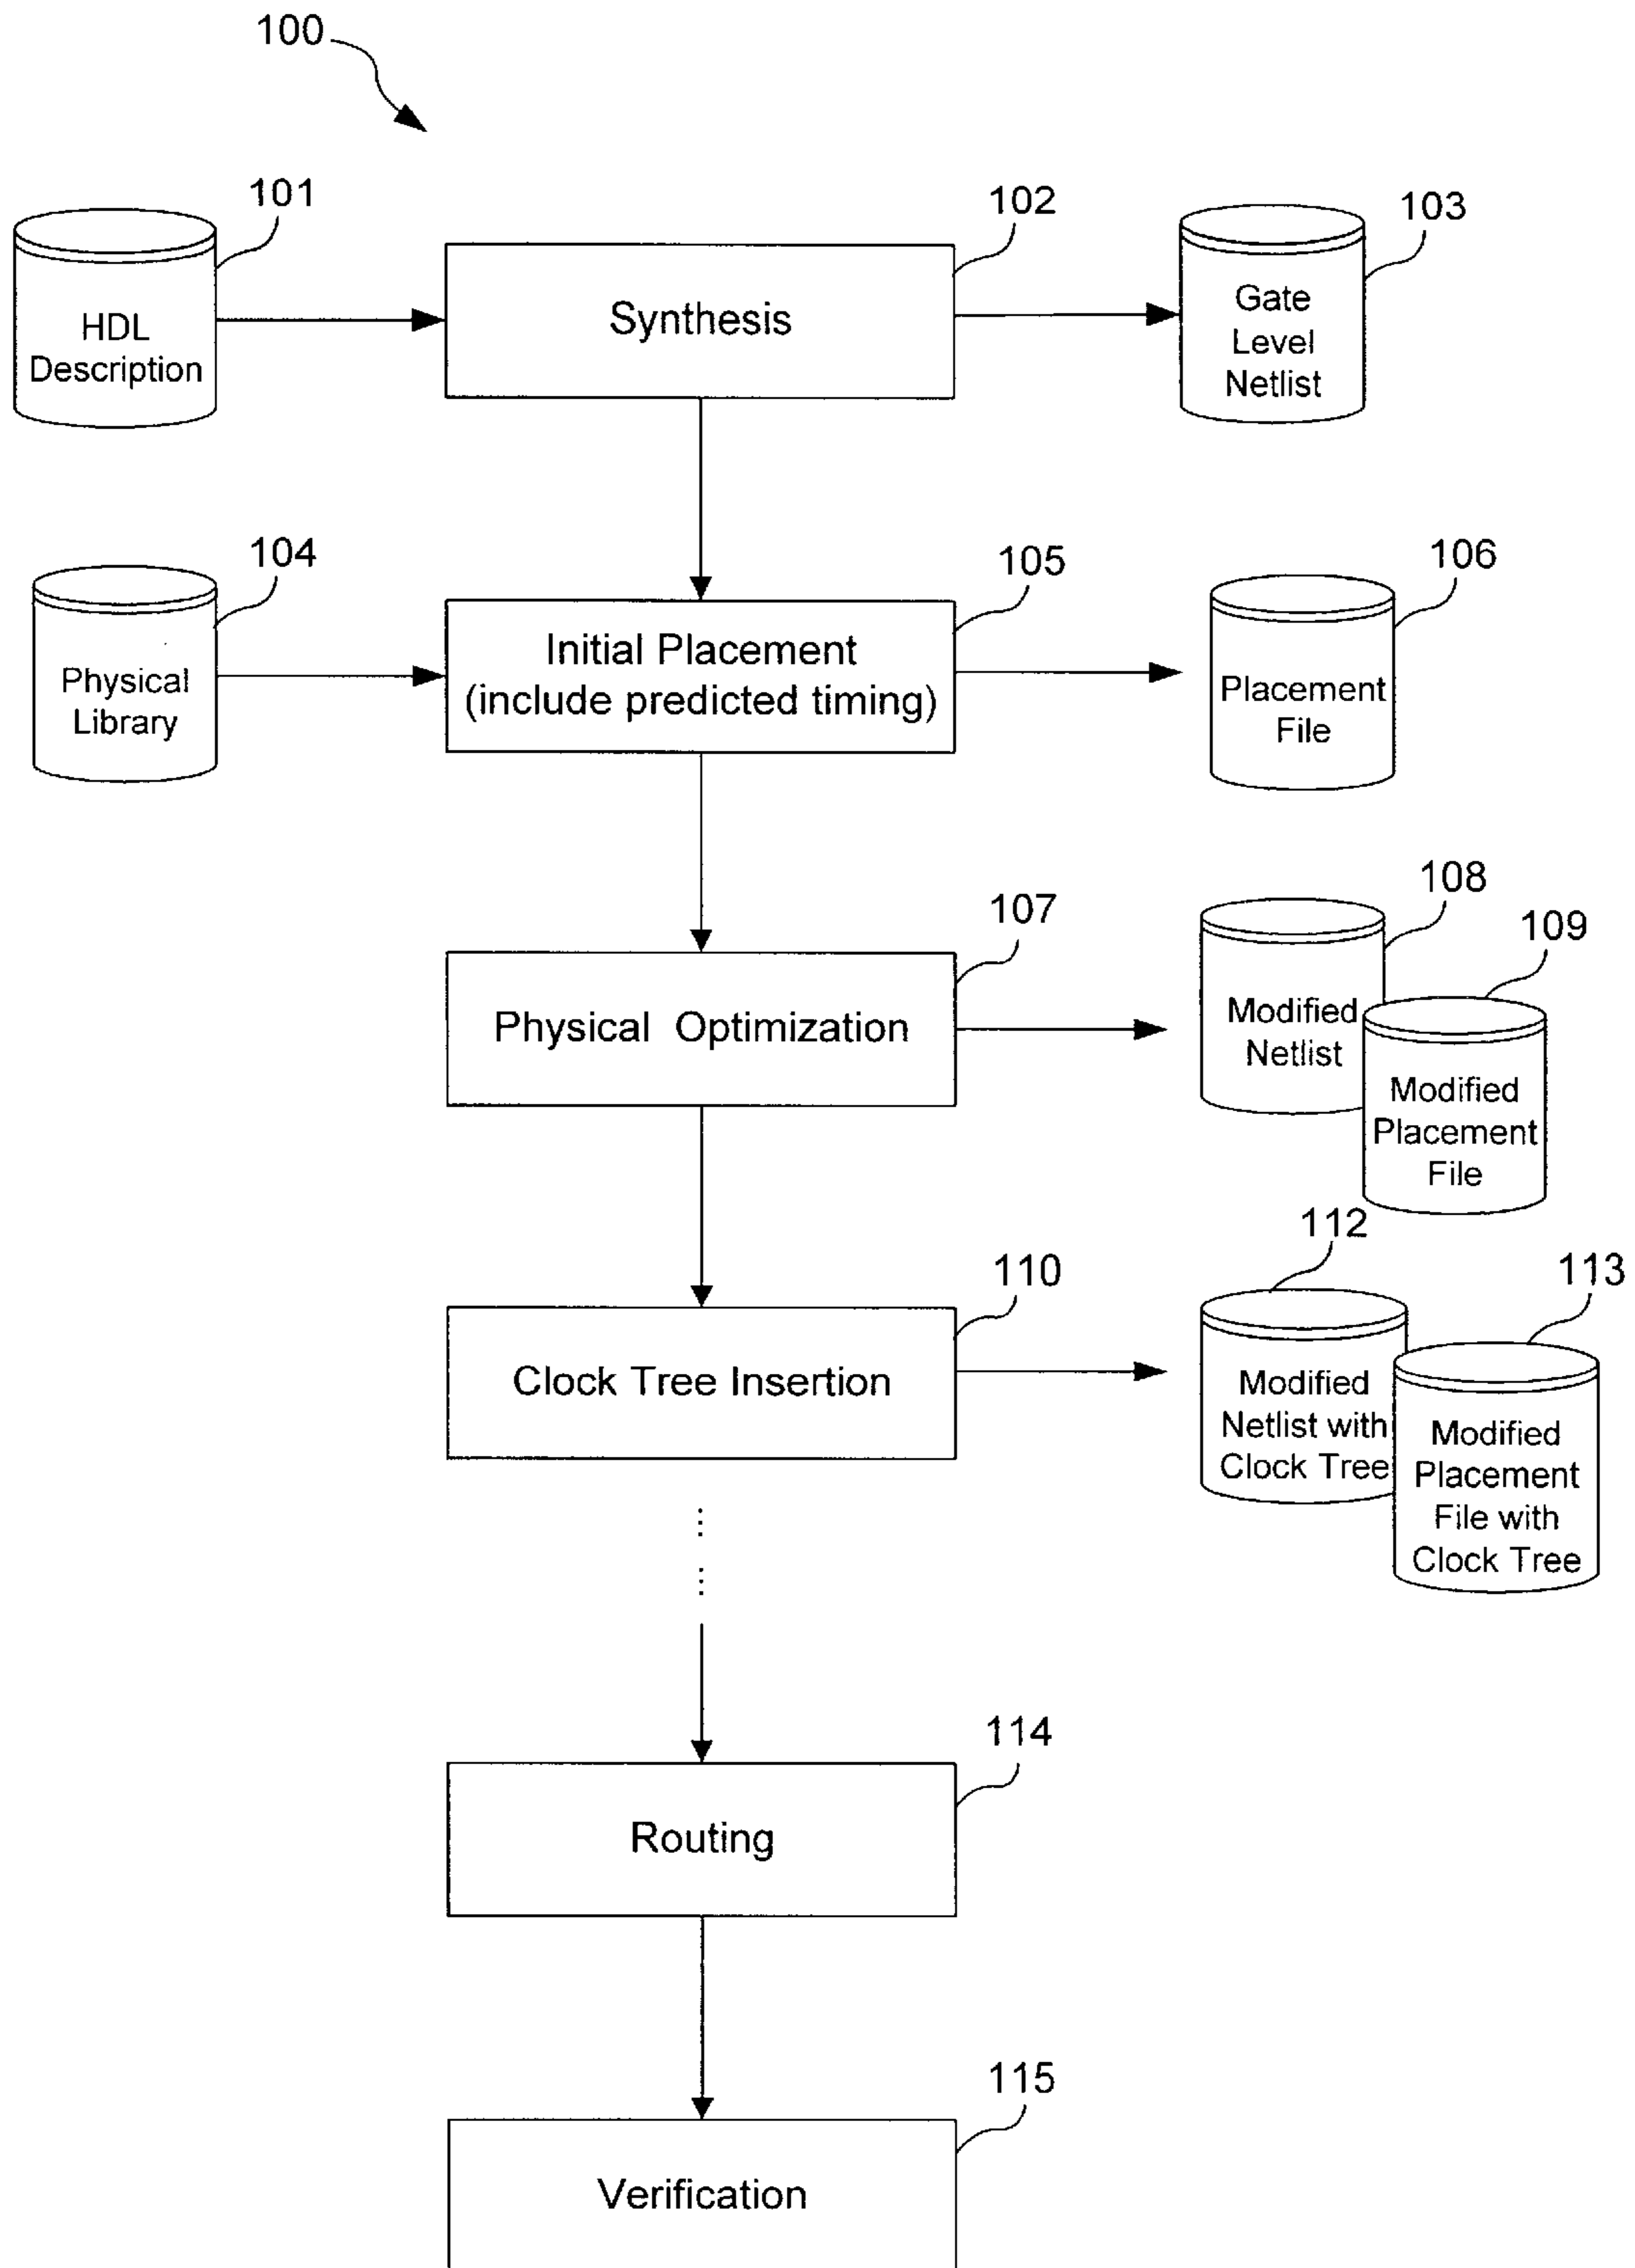 100
101
102
103
HDL
Description
Synthesis
Gate
Level
Netlist
104
105
106
Physical
Library
Initial Placement
(include predicted timing)
Placement
File
107
108
109
Physical Optimization
Modified
Netlist
Modified
Placement
File
110
112
113
Clock Tree Insertion
Modified
Netlist with
Clock Tree
Modified
Placement
File with
Clock Tree
114
Routing
115
Verification